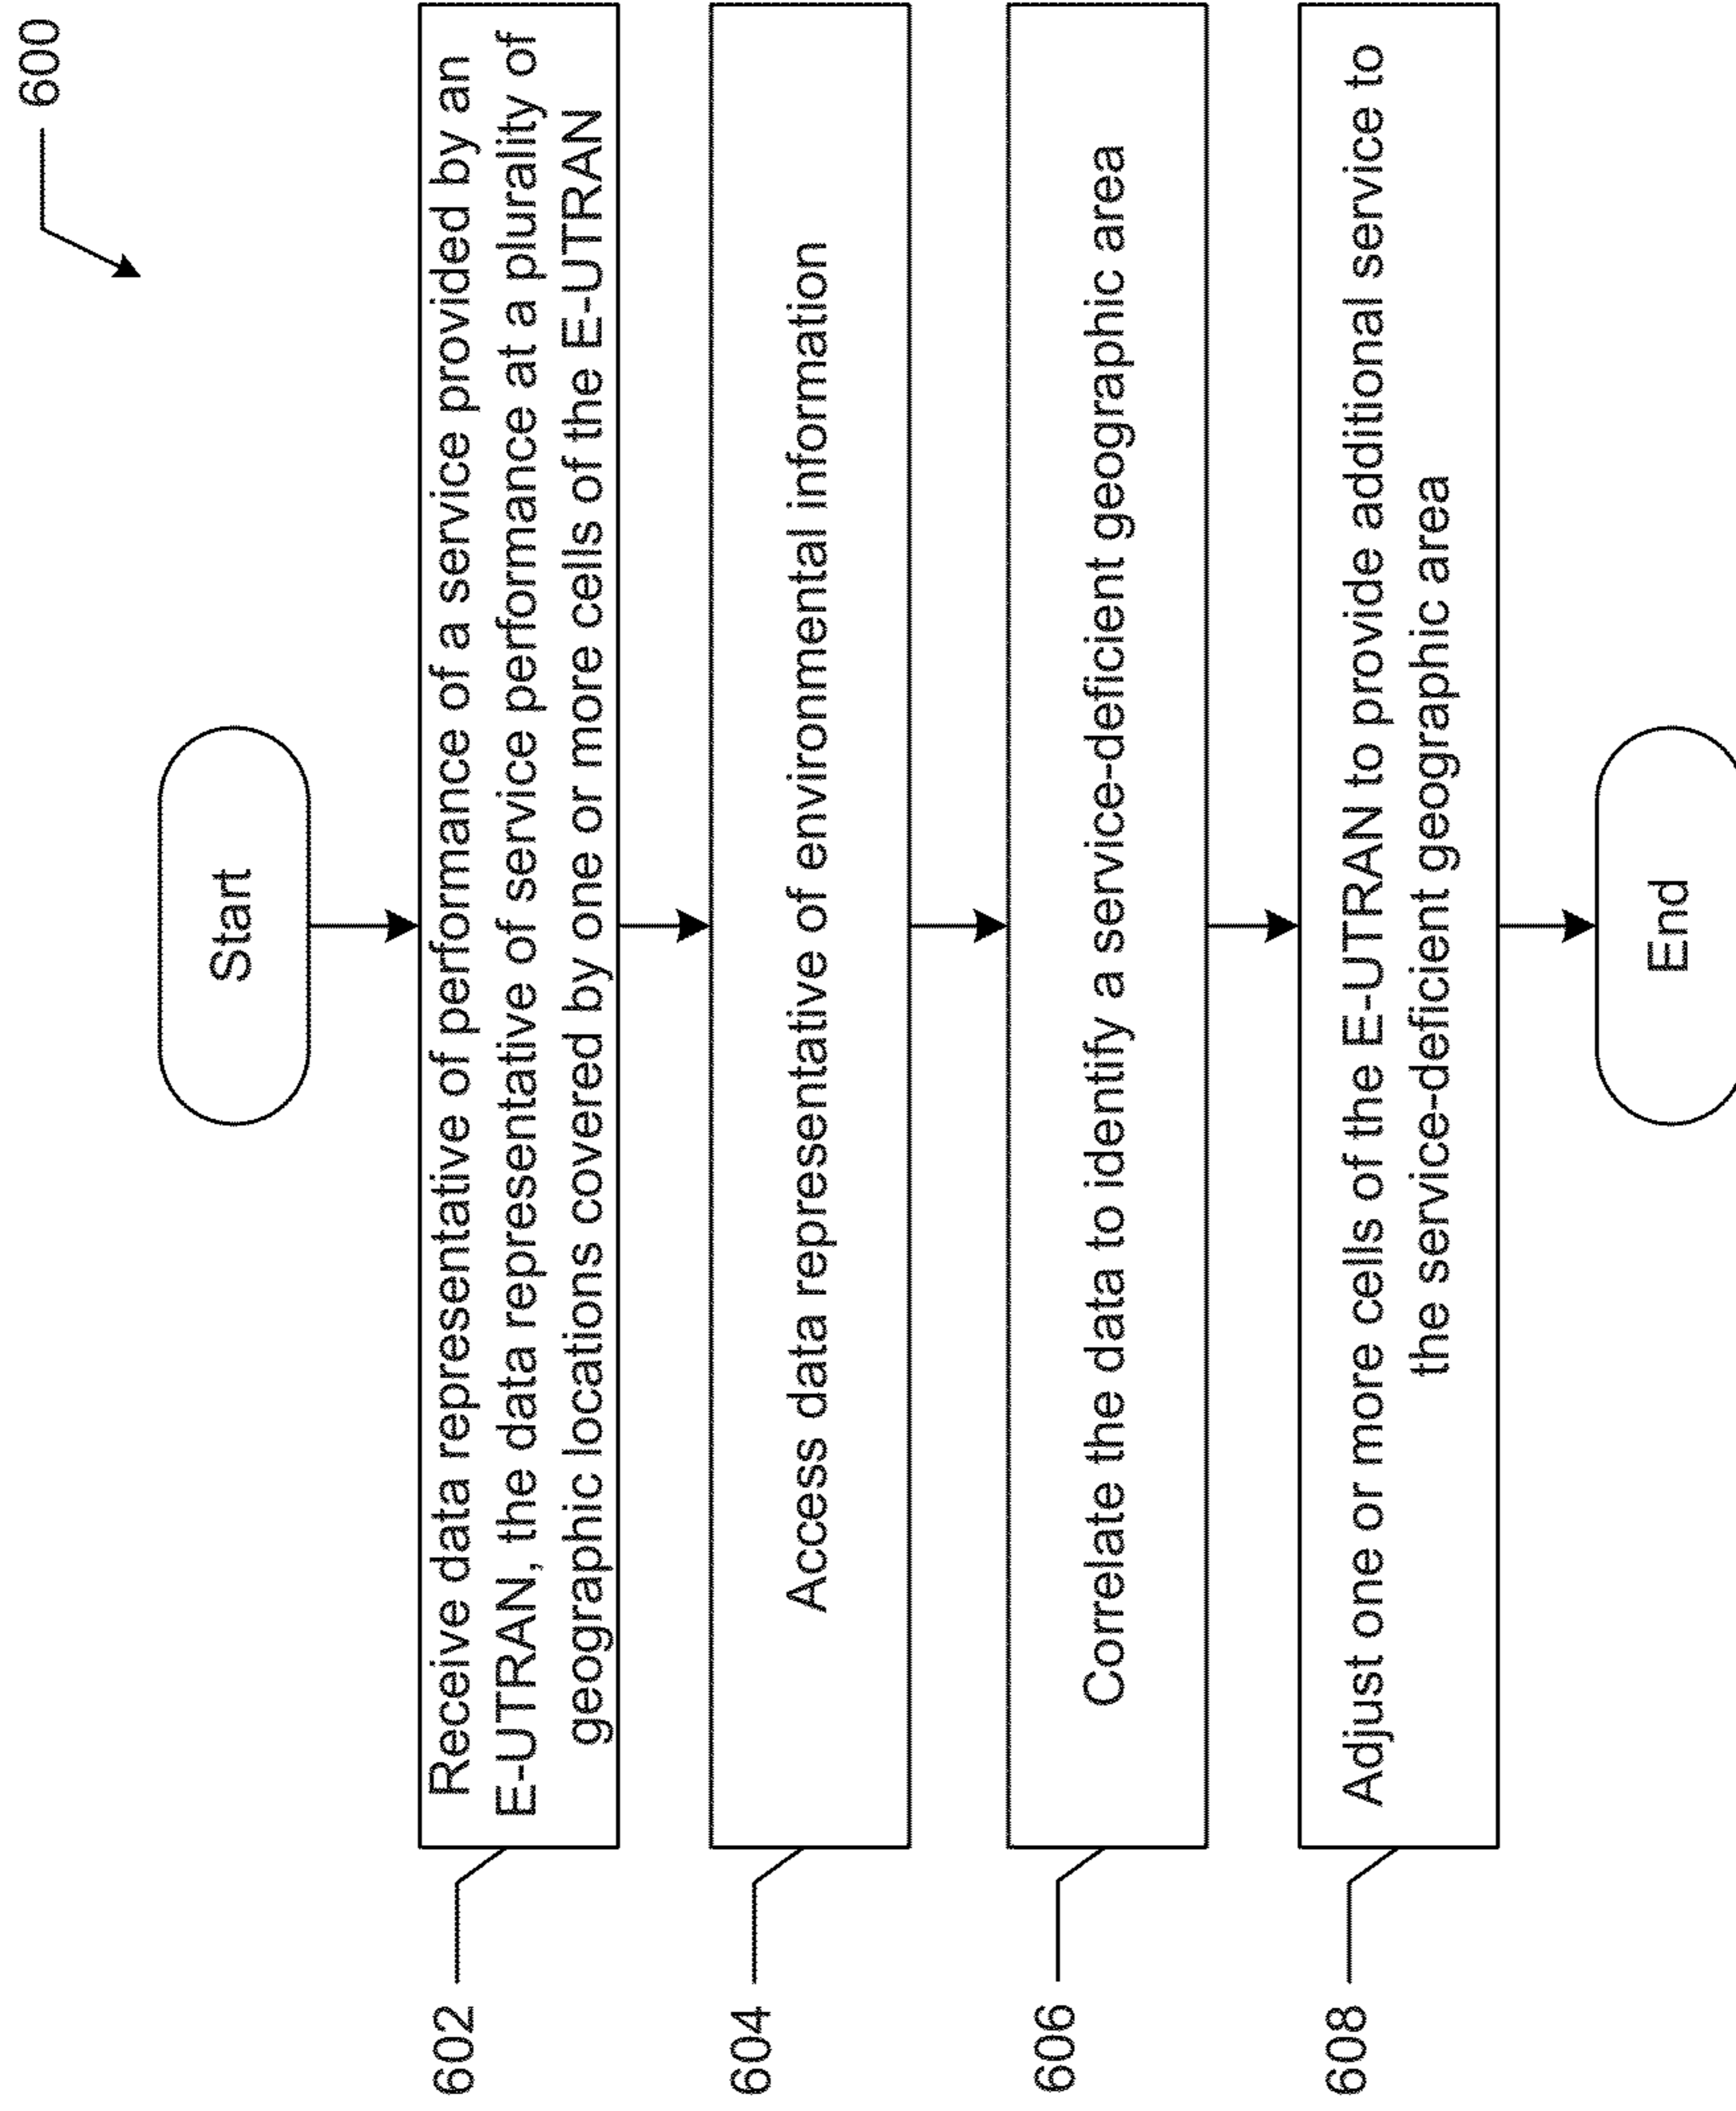 600
Start
602
Receive data representative of performance of a service provided by an
E-UTRAN, the data representative of service performance at a plurality of
geographic locations covered by one or more cells of the E-UTRAN
604
Access data representative of environmental information
606
Correlate the data to identify a service-deficient geographic area
608
Adjust one or more cells of the E-UTRAN to provide additional service to
the service-deficient geographic area
End